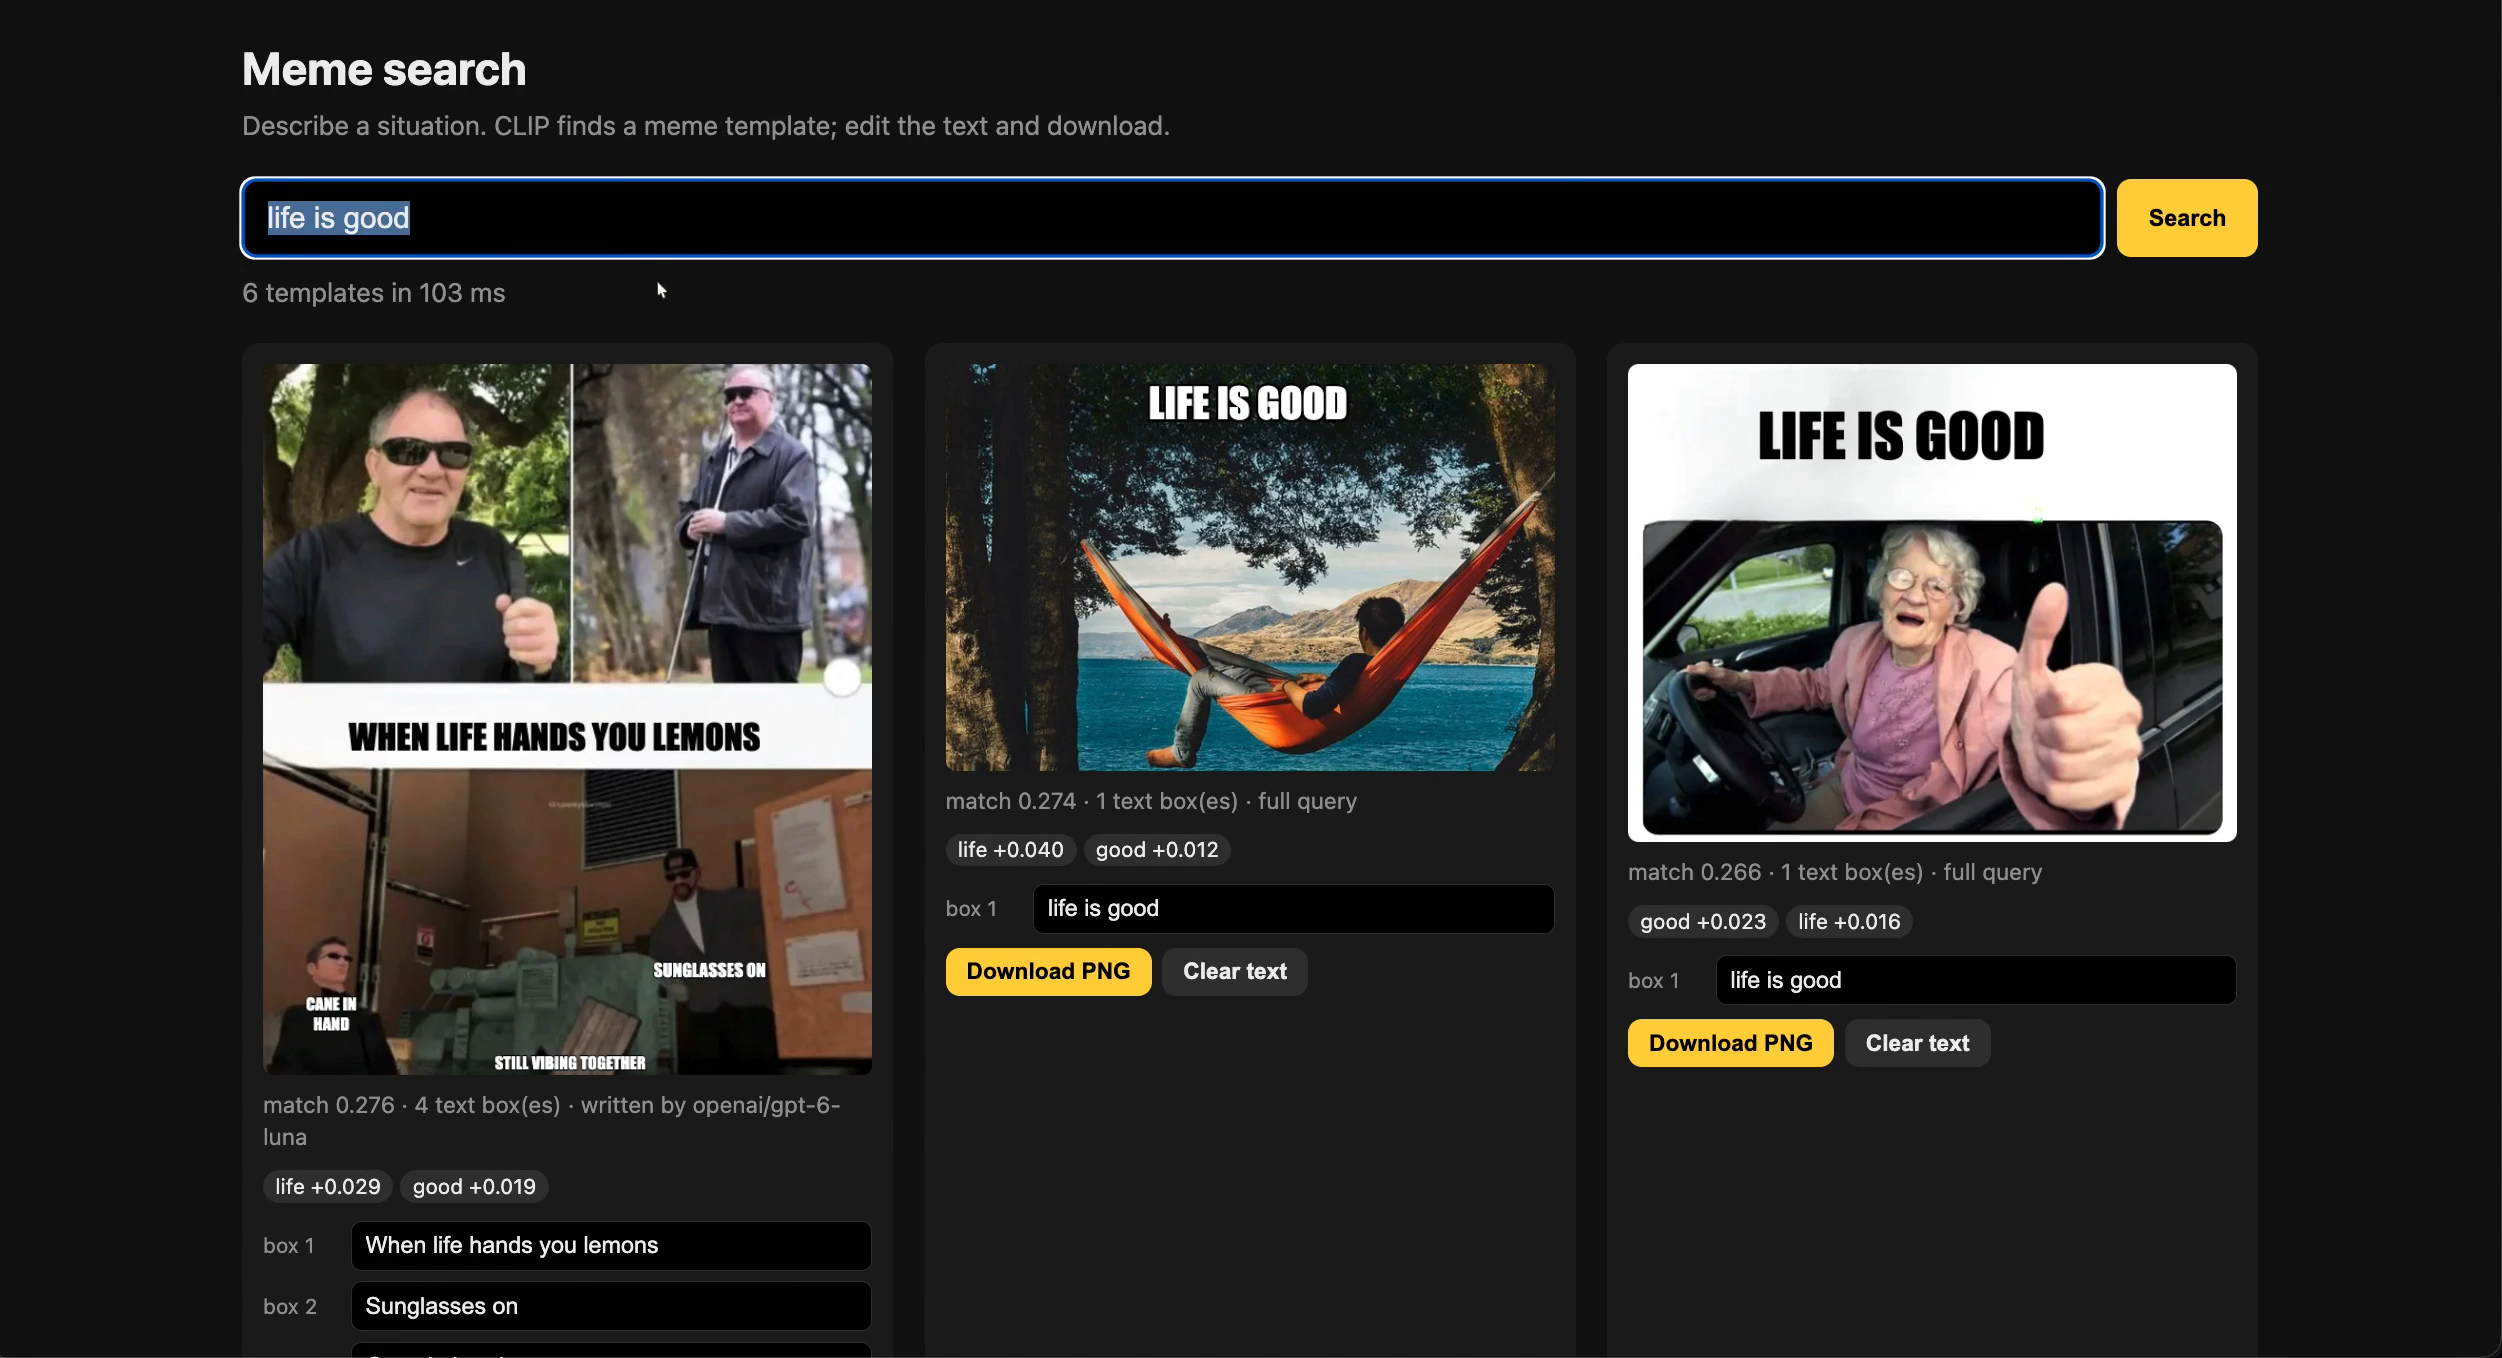 Meme search
Describe a situation. CLIP finds a meme template; edit the text and download.
life is good
Search
6 templates in 103 ms
WHEN LIFE HANDS YOU LEMONS
SUNGLASSES ON
CANE IN
HAND
STILL VIBING TOGETHER
match 0.276 · 4 text box(es) · written by openai/gpt-6-
luna
life +0.029
good +0.019
box 1
When life hands you lemons
box 2
Sunglasses on
LIFE IS GOOD
match 0.274 · 1 text box(es) · full query
life +0.040
good +0.012
box 1
life is good
Download PNG
Clear text
LIFE IS GOOD
match 0.266 · 1 text box(es) · full query
good +0.023
life +0.016
box 1
life is good
Download PNG
Clear text